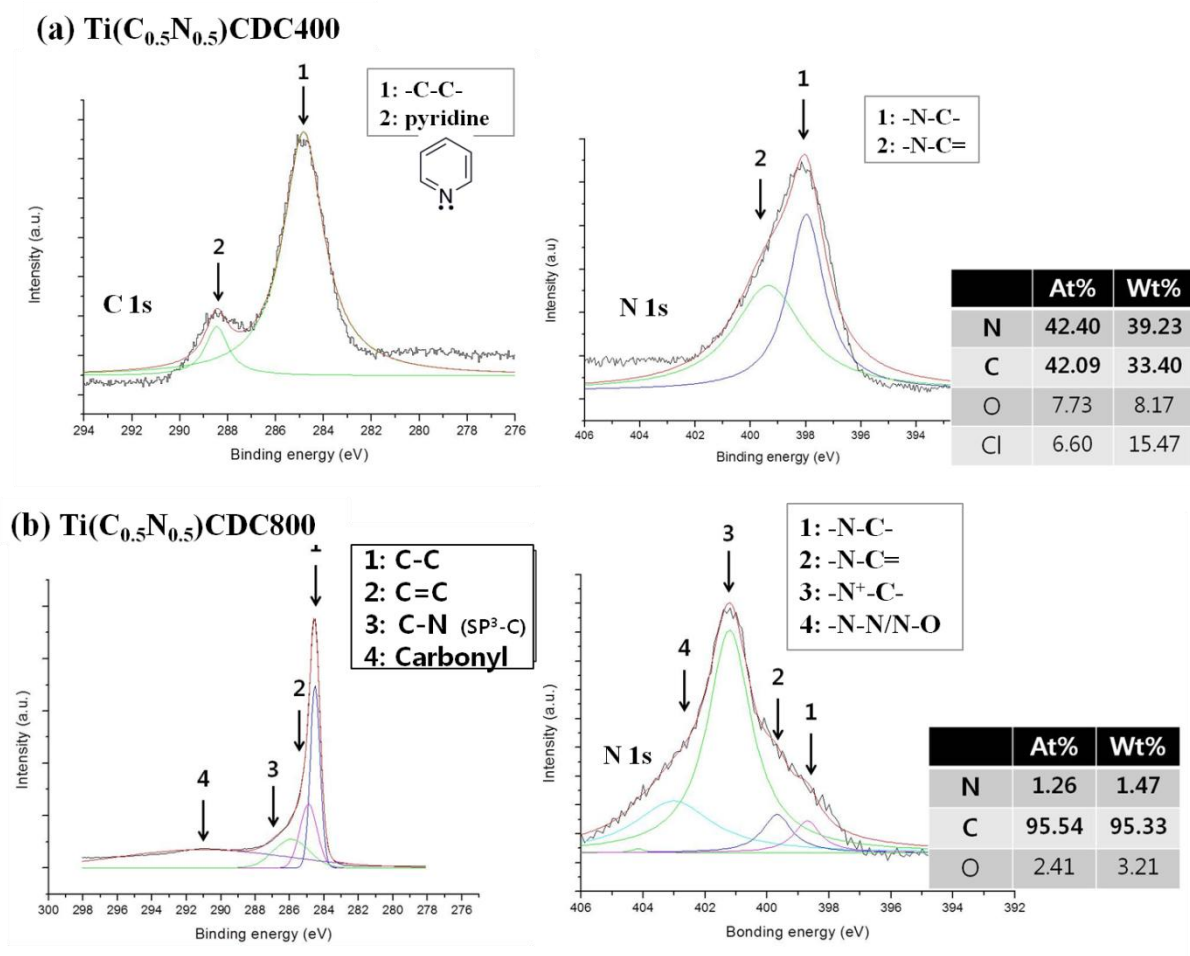 (a) Ti(C0.5N0.5)CDC400
1: -C-C-
2: pyridine
N
1
2
C 1s
Intensity (a.u.)
294 292 290 288 286 284 282 280 278 276
Binding energy (eV)
1: -N-C-
2: -N-C=
1
2
N 1s
Intensity (a.u)
406 404 402 400 398 396 394
Binding energy (eV)
At% Wt%
N 42.40 39.23
C 42.09 33.40
O 7.73 8.17
Cl 6.60 15.47
(b) Ti(C0.5N0.5)CDC800
1: C-C
2: C=C
3: C-N (SP3-C)
4: Carbonyl
1
2
3
4
Intensity (a.u.)
300 298 296 294 292 290 288 286 284 282 280 278 276
Binding energy (eV)
1: -N-C-
2: -N-C=
3: -N+-C-
4: -N-N/N-O
3
4
2
1
N 1s
Intensity (a.u.)
406 404 402 400 398 396 394 392
Bonding energy (eV)
At% Wt%
N 1.26 1.47
C 95.54 95.33
O 2.41 3.21